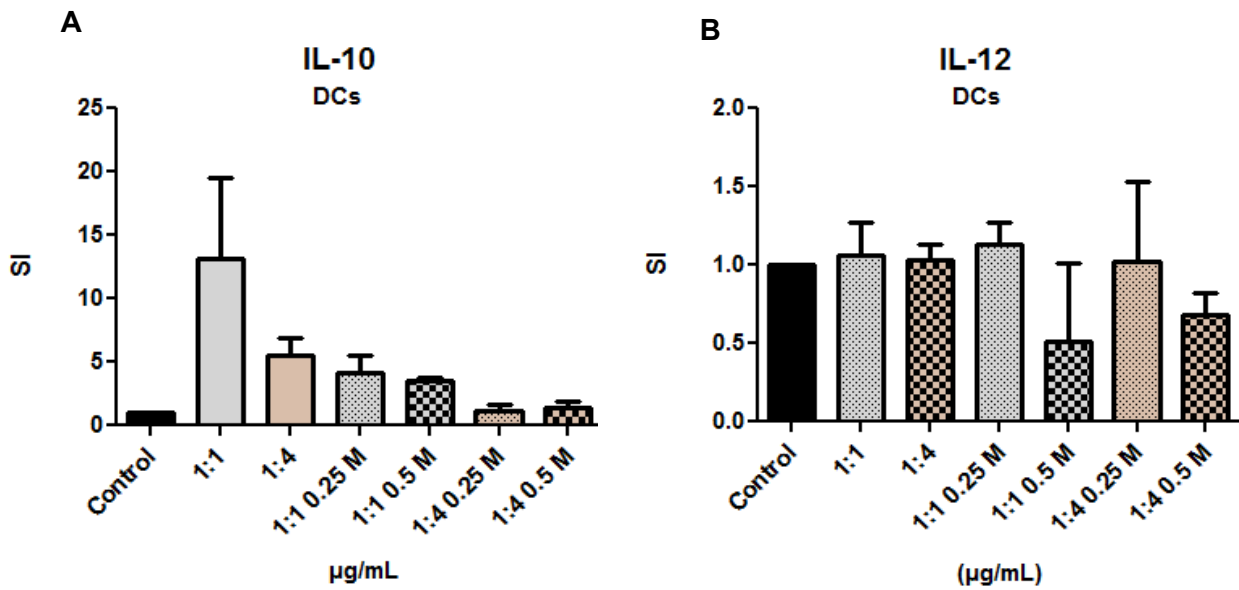 A
IL-10
DCs
SI
25
20
15
10
5
0
Control
1:1
1:4
1:1 0.25 M
1:1 0.5 M
1:4 0.25 M
1:4 0.5 M
µg/mL
B
IL-12
DCs
SI
2.0
1.5
1.0
0.5
0.0
Control
1:1
1:4
1:1 0.25 M
1:1 0.5 M
1:4 0.25 M
1:4 0.5 M
(µg/mL)